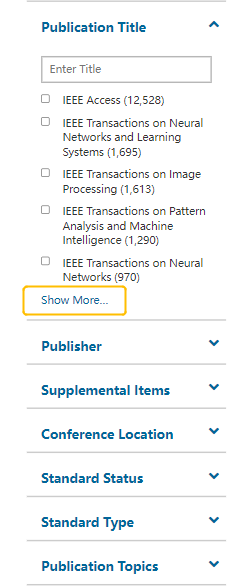 Publication Title
Enter Title
IEEE Access (12,528)
IEEE Transactions on Neural
Networks and Learning
Systems (1,695)
IEEE Transactions on Image
Processing (1,613)
IEEE Transactions on Pattern
Analysis and Machine
Intelligence (1,290)
IEEE Transactions on Neural
Networks (970)
Show More...
Publisher
Supplemental Items
Conference Location
Standard Status
Standard Type
Publication Topics